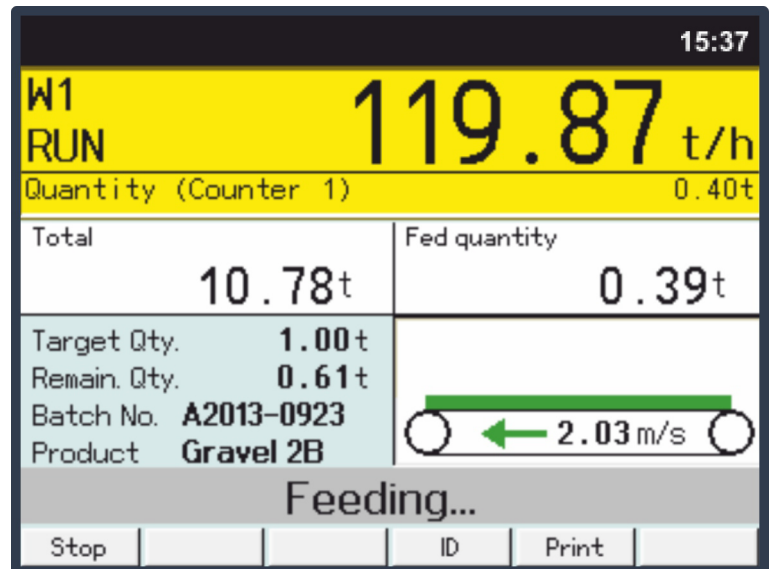 15:37
W1
RUN
119.87 t/h
Quantity (Counter 1) 0.40t
Total
10.78t
Fed quantity
0.39t
Target Qty. 1.00t
Remain. Qty. 0.61t
Batch No. A2013-0923
Product Gravel 2B
2.03m/s
Feeding...
Stop ID Print